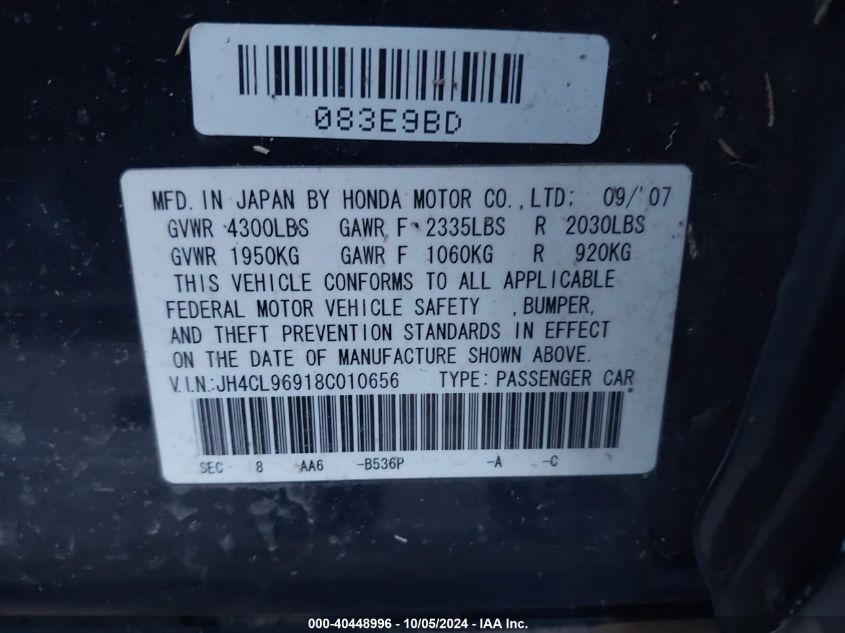 083E9BD
MFD. IN JAPAN BY HONDA MOTOR CO., LTD; 09/'07
GVWR 4300LBS GAWR F 2335LBS R 2030LBS
GVWR 1950KG GAWR F 1060KG R 920KG
THIS VEHICLE CONFORMS TO ALL APPLICABLE
FEDERAL MOTOR VEHICLE SAFETY , BUMPER,
AND THEFT PREVENTION STANDARDS IN EFFECT
ON THE DATE OF MANUFACTURE SHOWN ABOVE.
V.I.N.:JH4CL96918C010656 TYPE: PASSENGER CAR
SEC 8 AA6 -B536P -A -C
000-40448996 - 10/05/2024 - IAA Inc.